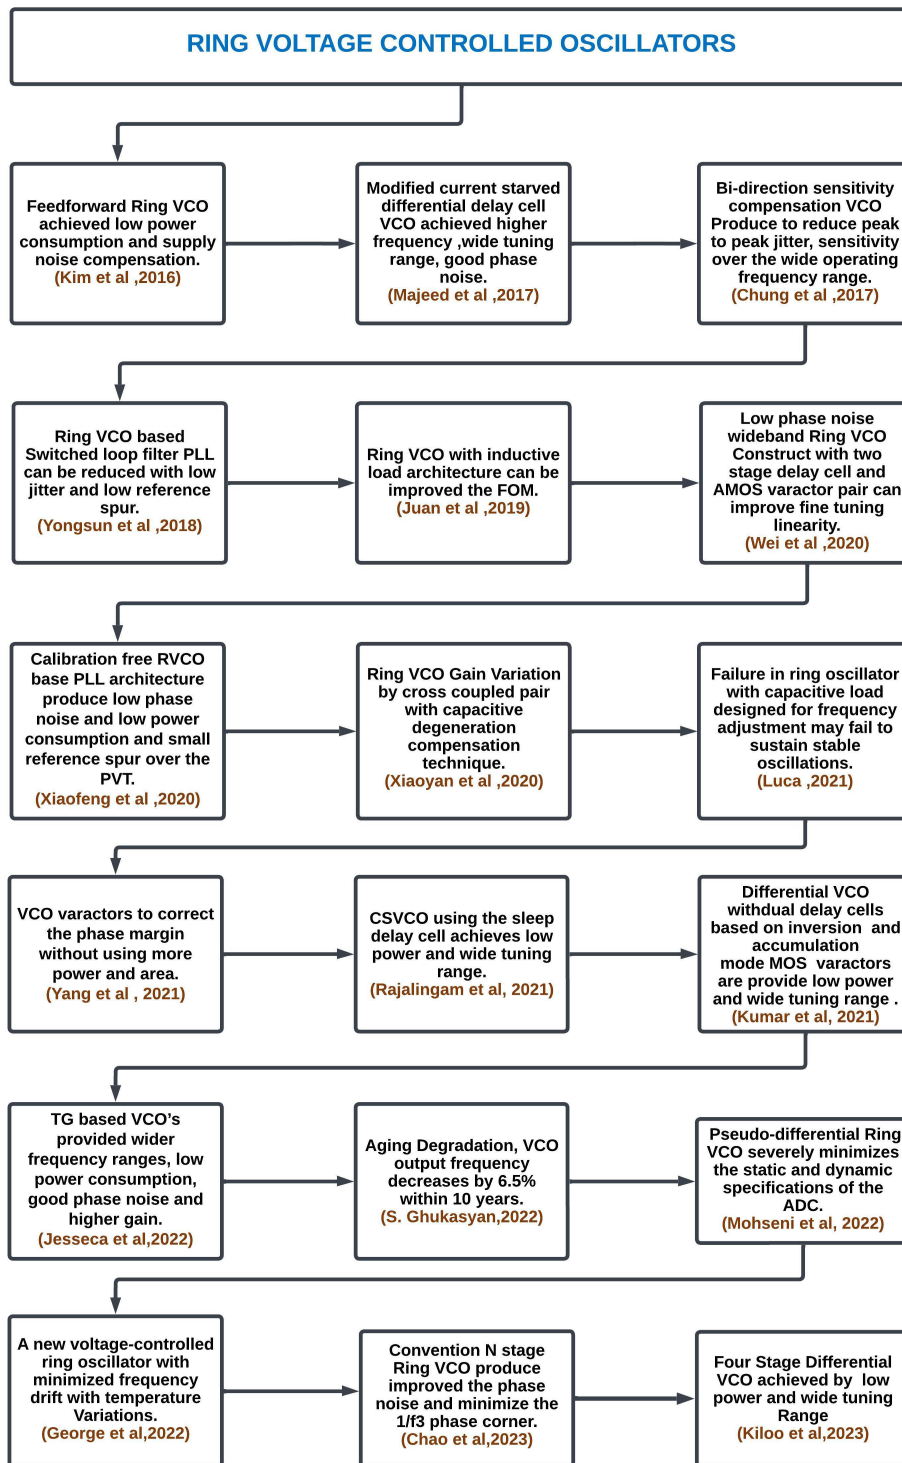 RING VOLTAGE CONTROLLED OSCILLATORS
Feedforward Ring VCO
achieved low power
consumption and supply
noise compensation.
(Kim et al ,2016)
Modified current starved
differential delay cell
VCO achieved higher
frequency ,wide tuning
range, good phase
noise.
(Majeed et al ,2017)
Bi-direction sensitivity
compensation VCO
Produce to reduce peak
to peak jitter, sensitivity
over the wide operating
frequency range.
(Chung et al ,2017)
Ring VCO based
Switched loop filter PLL
can be reduced with low
jitter and low reference
spur.
(Yongsun et al ,2018)
Ring VCO with inductive
load architecture can be
improved the FOM.
(Juan et al ,2019)
Low phase noise
wideband Ring VCO
Construct with two
stage delay cell and
AMOS varactor pair can
improve fine tuning
linearity.
(Wei et al ,2020)
Calibration free RVCO
base PLL architecture
produce low phase
noise and low power
consumption and small
reference spur over the
PVT.
(Xiaofeng et al ,2020)
Ring VCO Gain Variation
by cross coupled pair
with capacitive
degeneration
compensation
technique.
(Xiaoyan et al ,2020)
Failure in ring oscillator
with capacitive load
designed for frequency
adjustment may fail to
sustain stable
oscillations.
(Luca ,2021)
VCO varactors to correct
the phase margin
without using more
power and area.
(Yang et al , 2021)
CSVCO using the sleep
delay cell achieves low
power and wide tuning
range.
(Rajalingam et al, 2021)
Differential VCO
withdual delay cells
based on inversion and
accumulation
mode MOS varactors
are provide low power
and wide tuning range .
(Kumar et al, 2021)
TG based VCO’s
provided wider
frequency ranges, low
power consumption,
good phase noise and
higher gain.
(Jesseca et al,2022)
Aging Degradation, VCO
output frequency
decreases by 6.5%
within 10 years.
(S. Ghukasyan,2022)
Pseudo-differential Ring
VCO severely minimizes
the static and dynamic
specifications of the
ADC.
(Mohseni et al, 2022)
A new voltage-controlled
ring oscillator with
minimized frequency
drift with temperature
Variations.
(George et al,2022)
Convention N stage
Ring VCO produce
improved the phase
noise and minimize the
1/f3 phase corner.
(Chao et al,2023)
Four Stage Differential
VCO achieved by low
power and wide tuning
Range
(Kiloo et al,2023)